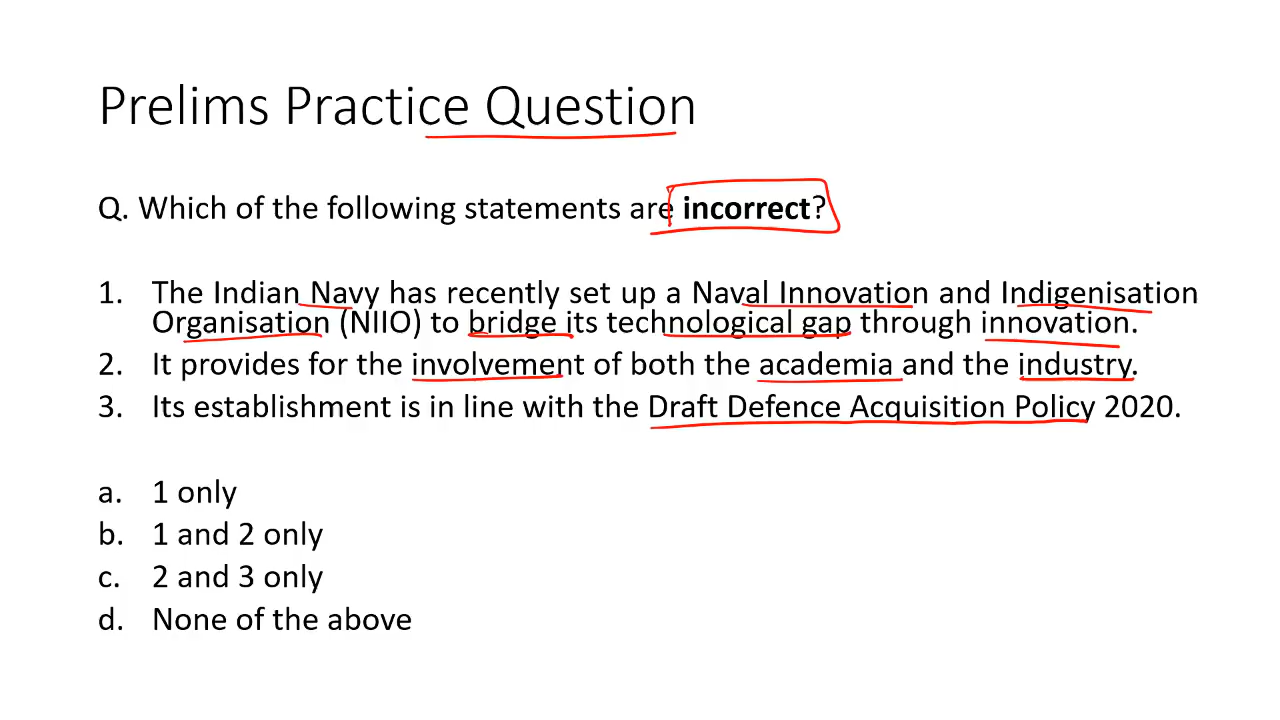 Prelims Practice Question
Q. Which of the following statements are incorrect?
1. The Indian Navy has recently set up a Naval Innovation and Indigenisation
Organisation (NIIO) to bridge its technological gap through innovation.
2. It provides for the involvement of both the academia and the industry.
3. Its establishment is in line with the Draft Defence Acquisition Policy 2020.
a. 1 only
b. 1 and 2 only
c. 2 and 3 only
d. None of the above